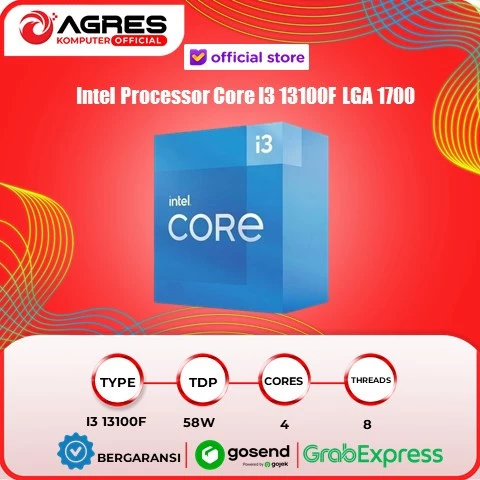 AGRES
KOMPUTER OFFICIAL
official store
Intel Processor Core I3 13100F LGA 1700
i3
intel
CORE
TYPE
TDP
CORES
THREADS
I3 13100F
58W
4
8
BERGARANSI
gosend
Powered by gojek
GrabExpress